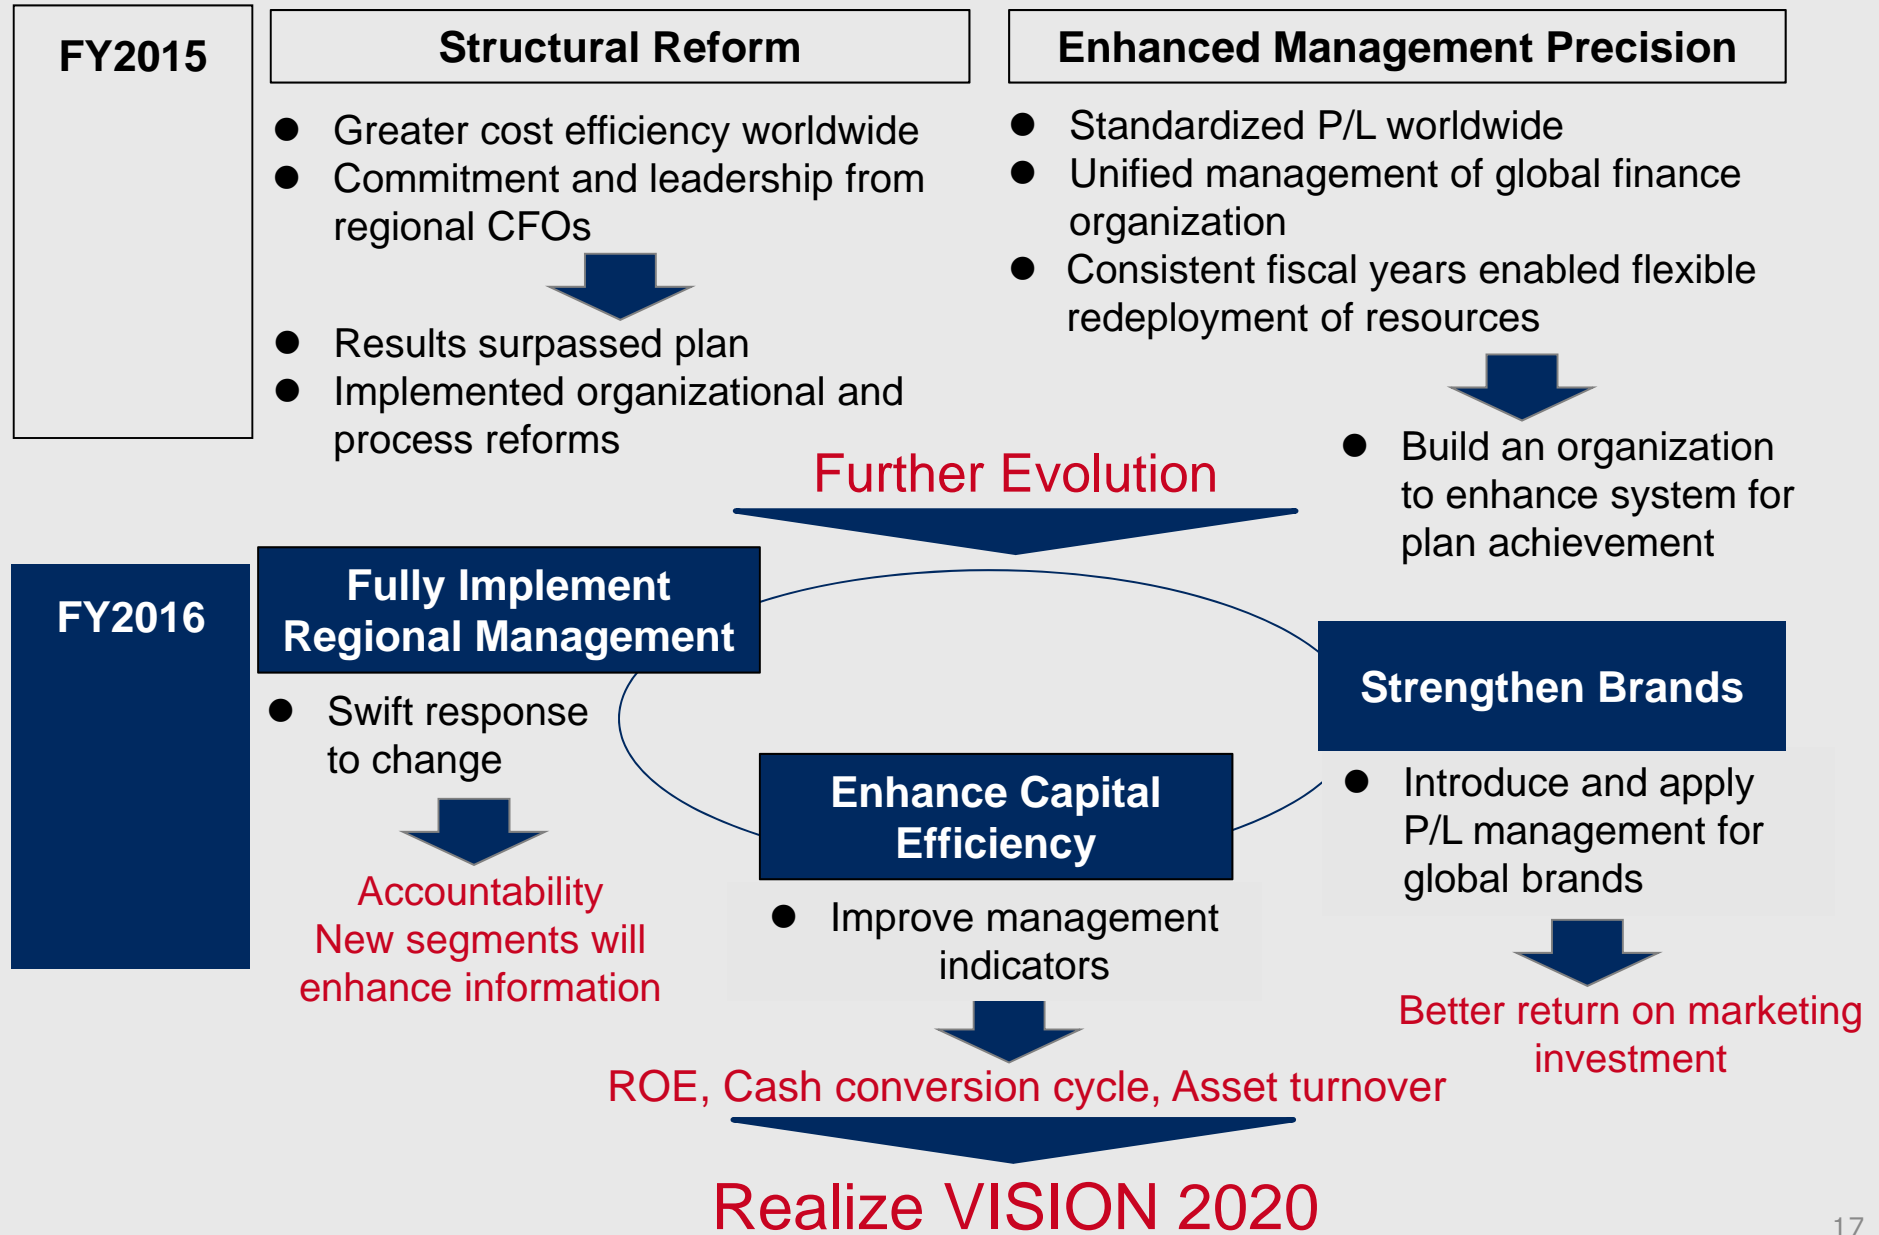 FY2015
Structural Reform
● Greater cost efficiency worldwide
● Commitment and leadership from
regional CFOs
● Results surpassed plan
● Implemented organizational and
process reforms
Enhanced Management Precision
● Standardized P/L worldwide
● Unified management of global finance
organization
● Consistent fiscal years enabled flexible
redeployment of resources
● Build an organization
to enhance system for
plan achievement
Further Evolution
FY2016
Fully Implement
Regional Management
● Swift response
to change
Accountability
New segments will
enhance information
Enhance Capital
Efficiency
● Improve management
indicators
ROE, Cash conversion cycle, Asset turnover
Strengthen Brands
● Introduce and apply
P/L management for
global brands
Better return on marketing
investment
Realize VISION 2020
17